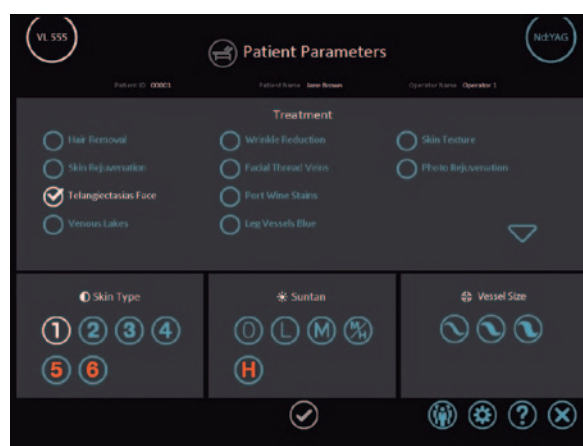 VL 555
Patient Parameters
Nd:YAG
Patient ID 00001 Patient Name Jane Brown Operator Name Operator 1
Treatment
Hair Removal Wrinkle Reduction Skin Texture
Skin Rejuvenation Facial Thread Veins Photo Rejuvenation
Telangiectasias Face Port Wine Stains
Venous Lakes Leg Vessels Blue
Skin Type Suntan Vessel Size
1 2 3 4 O L M M/H
5 6 H
?